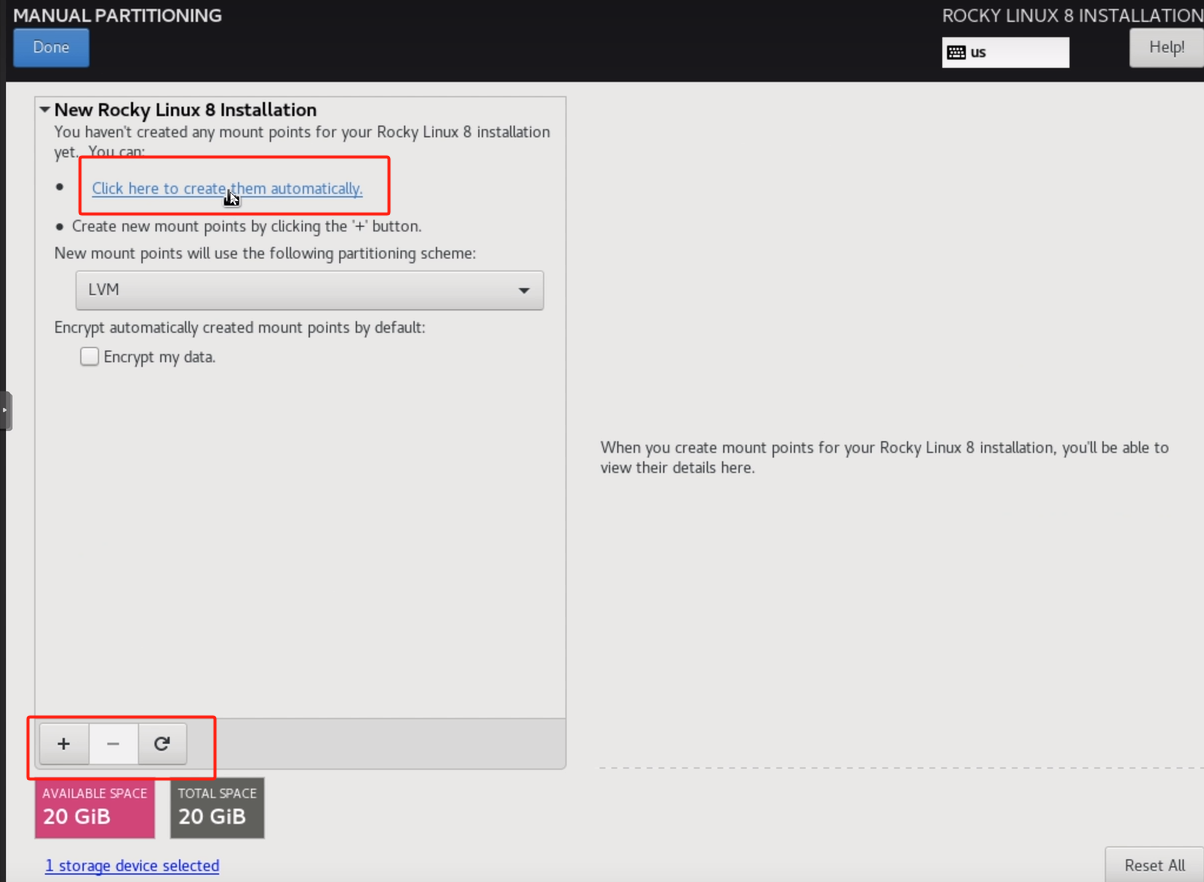 MANUAL PARTITIONING
ROCKY LINUX 8 INSTALLATION
Done
us
Help!
New Rocky Linux 8 Installation
You haven't created any mount points for your Rocky Linux 8 installation
yet. You can:
• Click here to create them automatically.
• Create new mount points by clicking the '+' button.
New mount points will use the following partitioning scheme:
LVM
Encrypt automatically created mount points by default:
Encrypt my data.
When you create mount points for your Rocky Linux 8 installation, you'll be able to
view their details here.
+ −
AVAILABLE SPACE
20 GiB
TOTAL SPACE
20 GiB
1 storage device selected
Reset All